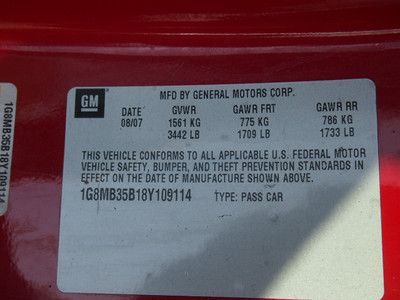 GM
MFD BY GENERAL MOTORS CORP.
DATE GVWR GAWR FRT GAWR RR
08/07 1561 KG 775 KG 786 KG
3442 LB 1709 LB 1733 LB
THIS VEHICLE CONFORMS TO ALL APPLICABLE U.S. FEDERAL MOTOR
VEHICLE SAFETY, BUMPER, AND THEFT PREVENTION STANDARDS IN
EFFECT ON THE DATE OF MANUFACTURE SHOWN ABOVE.
1G8MB35B18Y109114 TYPE: PASS CAR
1G8MB35B18Y109114